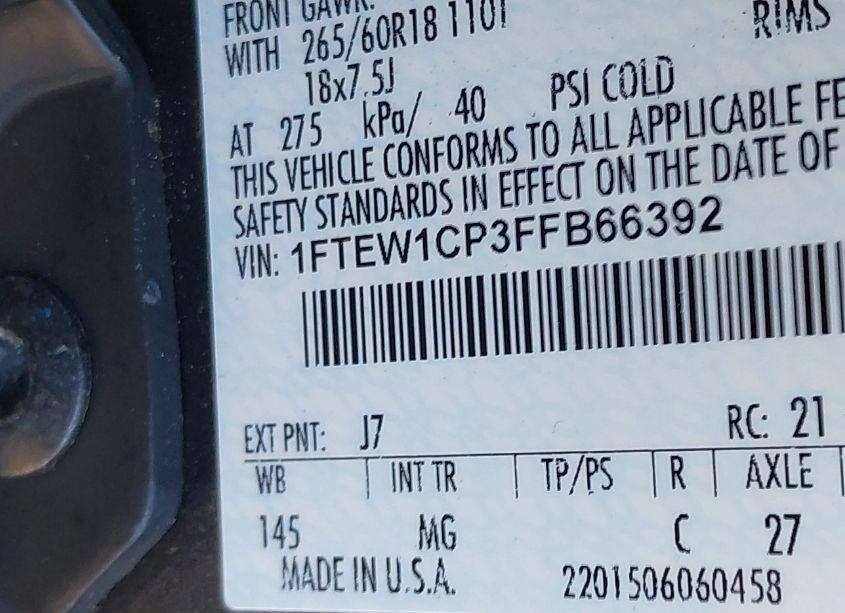 FRONT GAWR:
WITH 265/60R18 110T RIMS
18x7.5J
AT 275 kPa/ 40 PSI COLD
THIS VEHICLE CONFORMS TO ALL APPLICABLE FE
SAFETY STANDARDS IN EFFECT ON THE DATE OF
VIN: 1FTEW1CP3FFB66392
EXT PNT: J7 RC: 21
WB INT TR TP/PS R AXLE
145 MG C 27
MADE IN U.S.A. 2201506060458